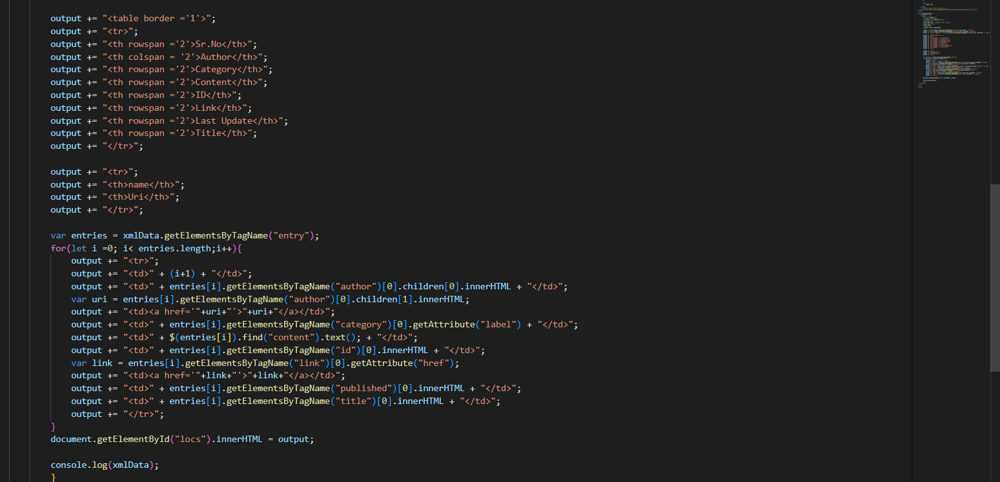 output += "<table border ='1'>";
output += "<tr>";
output += "<th rowspan ='2'>Sr.No</th>";
output += "<th colspan = '2'>Author</th>";
output += "<th rowspan ='2'>Category</th>";
output += "<th rowspan ='2'>Content</th>";
output += "<th rowspan ='2'>ID</th>";
output += "<th rowspan ='2'>Link</th>";
output += "<th rowspan ='2'>Last Update</th>";
output += "<th rowspan ='2'>Title</th>";
output += "</tr>";

output += "<tr>";
output += "<th>name</th>";
output += "<th>Uri</th>";
output += "</tr>";

var entries = xmlData.getElementsByTagName("entry");
for(let i =0; i< entries.length;i++){
    output += "<tr>";
    output += "<td>" + (i+1) + "</td>";
    output += "<td>" + entries[i].getElementsByTagName("author")[0].children[0].innerHTML + "</td>";
    var uri = entries[i].getElementsByTagName("author")[0].children[1].innerHTML;
    output += "<td><a href='"+uri+"'>"+uri+"</a></td>";
    output += "<td>" + entries[i].getElementsByTagName("category")[0].getAttribute("label") + "</td>";
    output += "<td>" + $(entries[i]).find("content").text(); + "</td>";
    output += "<td>" + entries[i].getElementsByTagName("id")[0].innerHTML + "</td>";
    var link = entries[i].getElementsByTagName("link")[0].getAttribute("href");
    output += "<td><a href='"+link+"'>"+link+"</a></td>";
    output += "<td>" + entries[i].getElementsByTagName("published")[0].innerHTML + "</td>";
    output += "<td>" + entries[i].getElementsByTagName("title")[0].innerHTML + "</td>";
    output += "</tr>";
}
document.getElementById("locs").innerHTML = output;

console.log(xmlData);
}